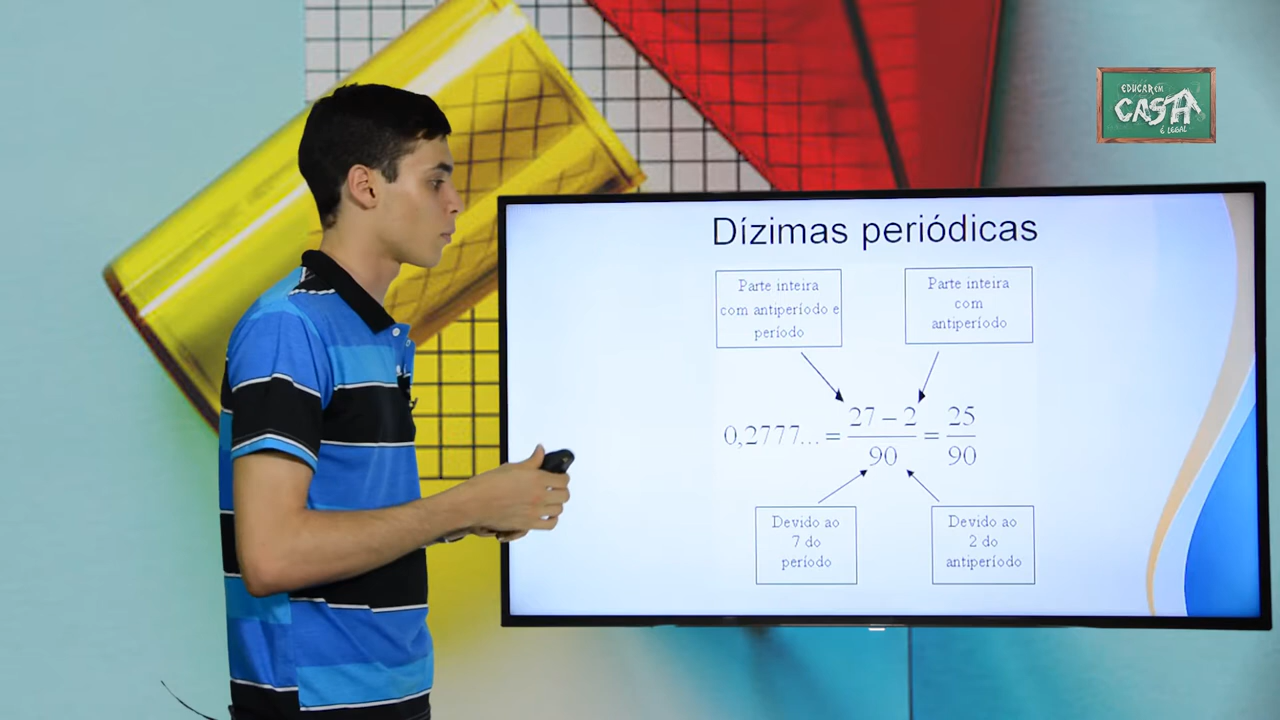 EDUCAR EM
CASA
É LEGAL
Dízimas periódicas
Parte inteira
com antiperíodo e
período
Parte inteira
com
antiperíodo
0,2777... = 27 − 2 / 90 = 25 / 90
Devido ao
7 do
período
Devido ao
2 do
antiperíodo